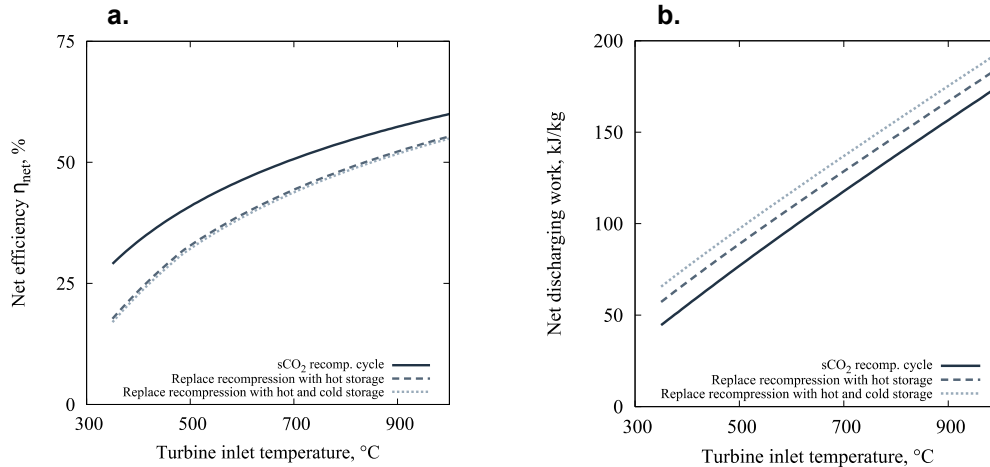 a.
75
50
25
0
Net efficiency ηnet, %
sCO2 recomp. cycle
Replace recompression with hot storage
Replace recompression with hot and cold storage
300 500 700 900
Turbine inlet temperature, °C
b.
200
150
100
50
0
Net discharging work, kJ/kg
sCO2 recomp. cycle
Replace recompression with hot storage
Replace recompression with hot and cold storage
300 500 700 900
Turbine inlet temperature, °C